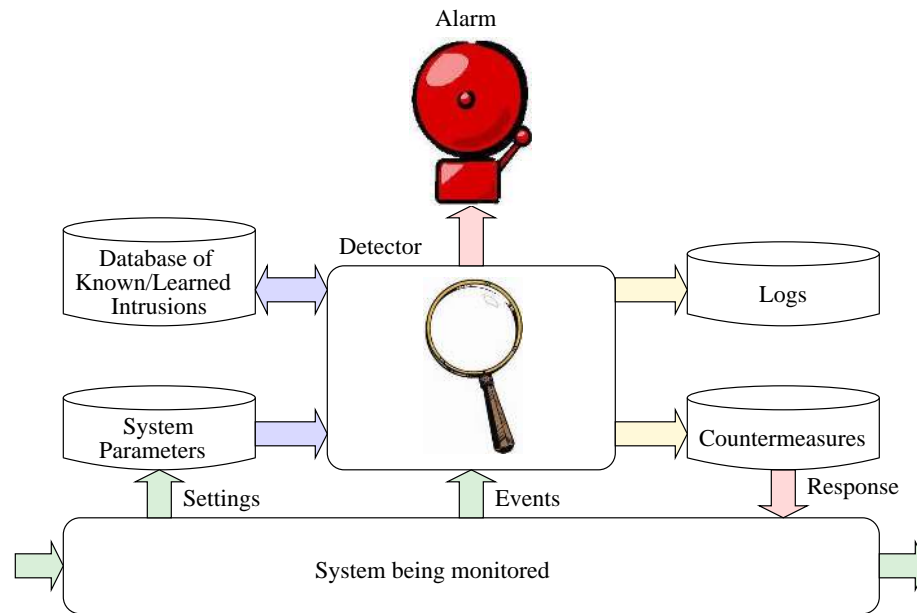 Alarm
Detector
Database of
Known/Learned
Intrusions
Logs
System
Parameters
Countermeasures
Settings
Events
Response
System being monitored